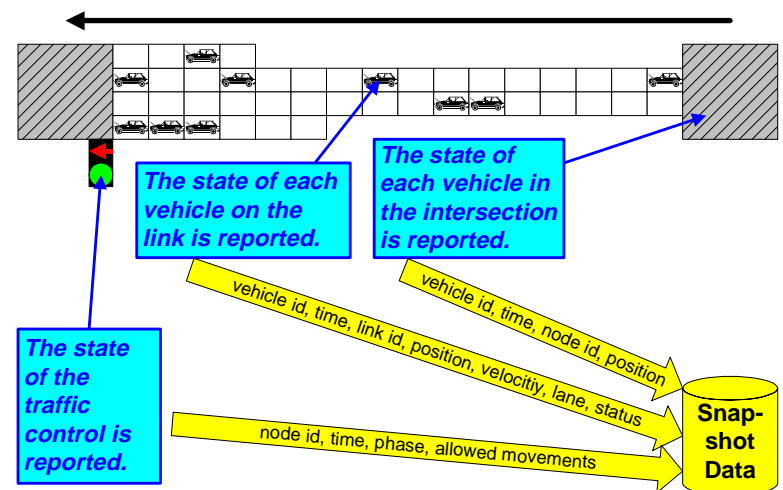 The state of each
vehicle on the
link is reported.
The state of
each vehicle in
the intersection
is reported.
vehicle id, time, node id, position
vehicle id, time, link id, position, velocitiy, lane, status
The state
of the
traffic
control is
reported.
node id, time, phase, allowed movements
Snap-
shot
Data